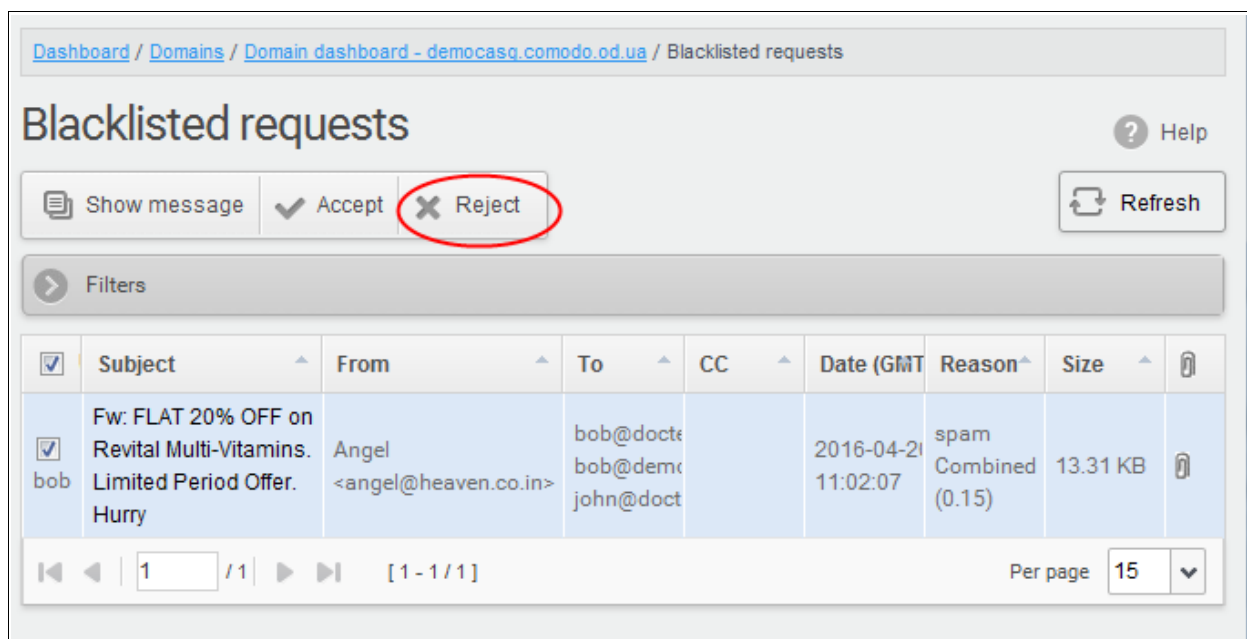 Dashboard / Domains / Domain dashboard - democasg.comodo.od.ua / Blacklisted requests
Blacklisted requests
Help
Show message Accept Reject
Refresh
Filters
Subject From To CC Date (GMT Reason Size
bob
Fw: FLAT 20% OFF on
Revital Multi-Vitamins.
Limited Period Offer.
Hurry
Angel
<angel@heaven.co.in>
bob@docte
bob@demo
john@doct
2016-04-20
11:02:07
spam
Combined
(0.15)
13.31 KB
1 / 1 [ 1 - 1 / 1 ] Per page 15